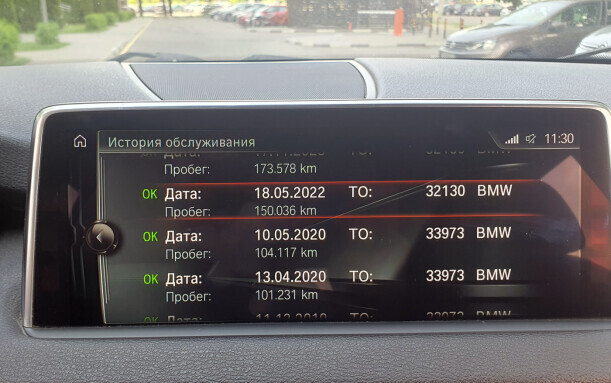 История обслуживания 11:30
Пробег: 173.578 km
OK Дата: 18.05.2022 ТО: 32130 BMW
Пробег: 150.036 km
OK Дата: 10.05.2020 ТО: 33973 BMW
Пробег: 104.117 km
OK Дата: 13.04.2020 ТО: 33973 BMW
Пробег: 101.231 km